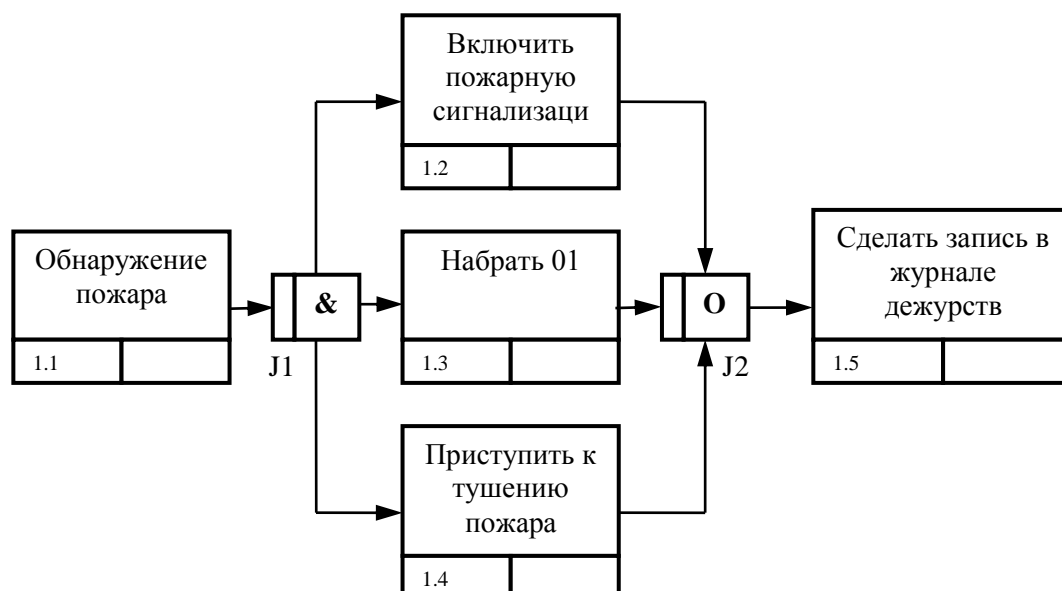 Включить
пожарную
сигнализаци
1.2
Обнаружение
пожара
1.1
&
J1
Набрать 01
1.3
O
J2
Сделать запись в
журнале
дежурств
1.5
Приступить к
тушению
пожара
1.4